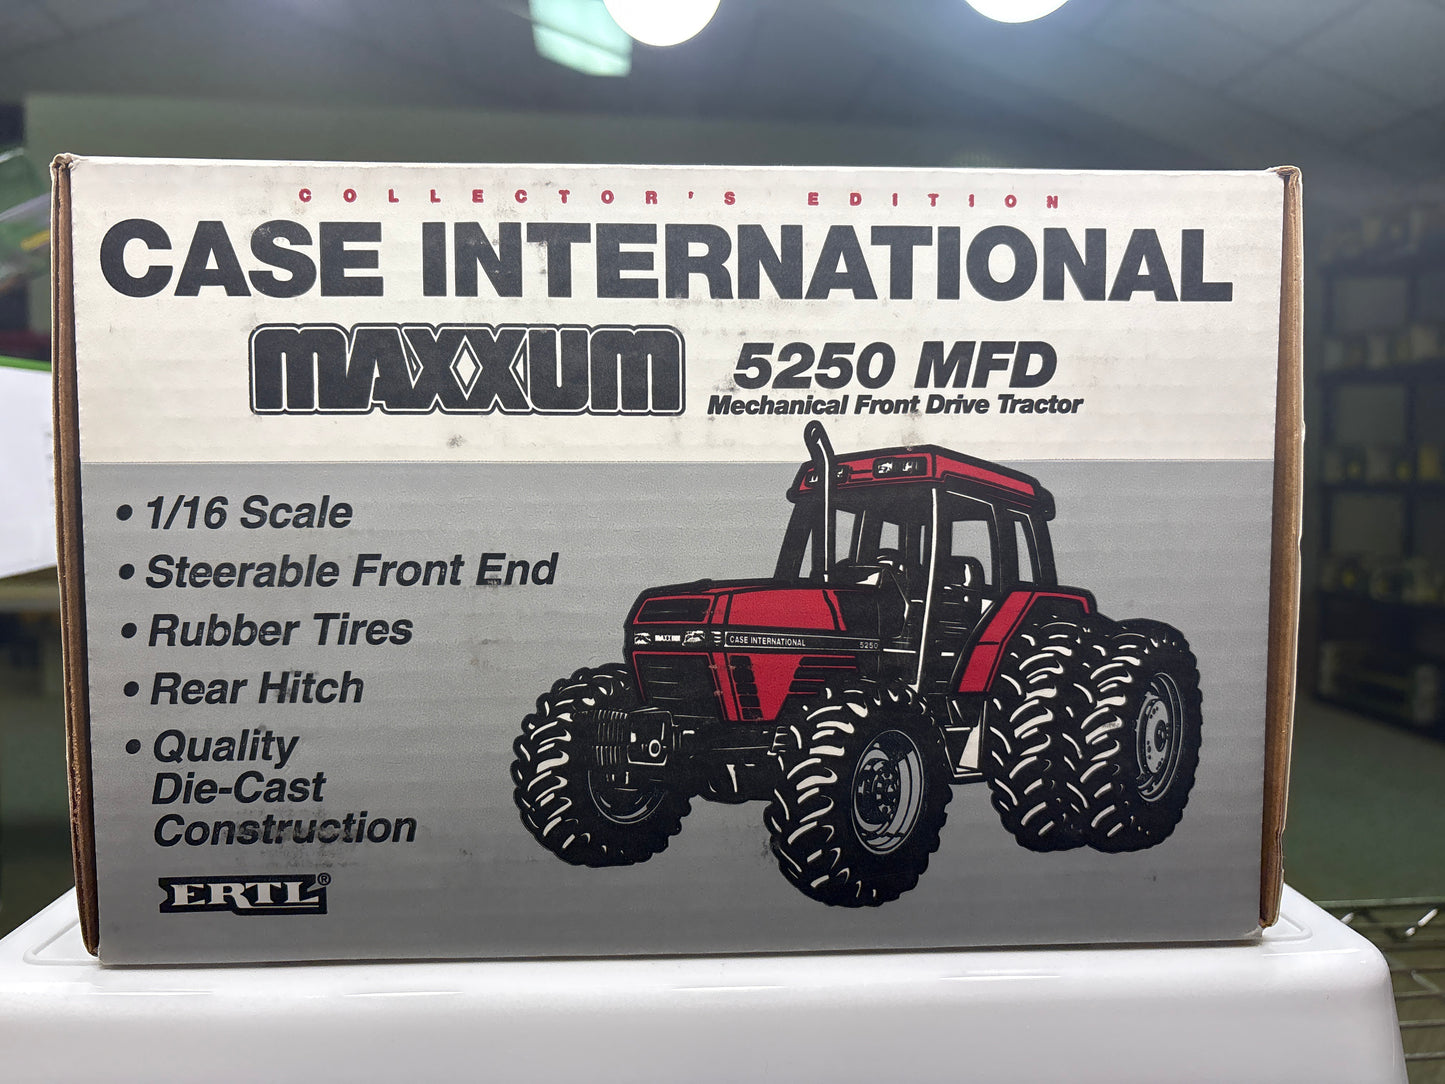 COLLECTOR'S EDITION
CASE INTERNATIONAL
MAXXUM
5250 MFD
Mechanical Front Drive Tractor
• 1/16 Scale
• Steerable Front End
• Rubber Tires
• Rear Hitch
• Quality
Die-Cast
Construction
MAXXUM
CASE INTERNATIONAL 5250
ERTL®